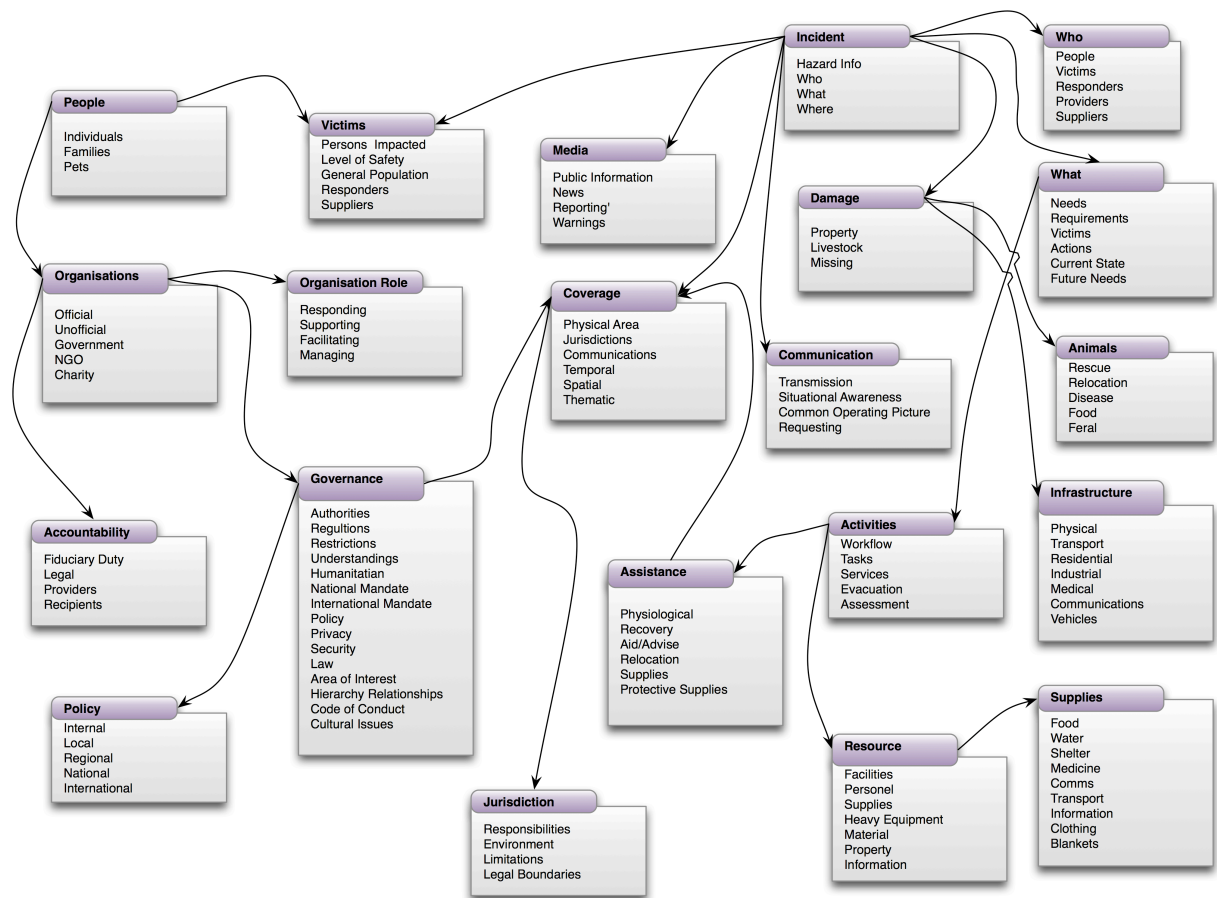 Incident
Hazard Info
Who
What
Where
Who
People
Victims
Responders
Providers
Suppliers
People
Individuals
Families
Pets
Victims
Persons Impacted
Level of Safety
General Population
Responders
Suppliers
Media
Public Information
News
Reporting'
Warnings
Damage
Property
Livestock
Missing
What
Needs
Requirements
Victims
Actions
Current State
Future Needs
Organisations
Official
Unofficial
Government
NGO
Charity
Organisation Role
Responding
Supporting
Facilitating
Managing
Coverage
Physical Area
Jurisdictions
Communications
Temporal
Spatial
Thematic
Communication
Transmission
Situational Awareness
Common Operating Picture
Requesting
Animals
Rescue
Relocation
Disease
Food
Feral
Governance
Authorities
Regultions
Restrictions
Understandings
Humanitatian
National Mandate
International Mandate
Policy
Privacy
Security
Law
Area of Interest
Hierarchy Relationships
Code of Conduct
Cultural Issues
Accountability
Fiduciary Duty
Legal
Providers
Recipients
Assistance
Physiological
Recovery
Aid/Advise
Relocation
Supplies
Protective Supplies
Activities
Workflow
Tasks
Services
Evacuation
Assessment
Infrastructure
Physical
Transport
Residential
Industrial
Medical
Communications
Vehicles
Policy
Internal
Local
Regional
National
International
Jurisdiction
Responsibilities
Environment
Limitations
Legal Boundaries
Resource
Facilities
Personel
Supplies
Heavy Equipment
Material
Property
Information
Supplies
Food
Water
Shelter
Medicine
Comms
Transport
Information
Clothing
Blankets